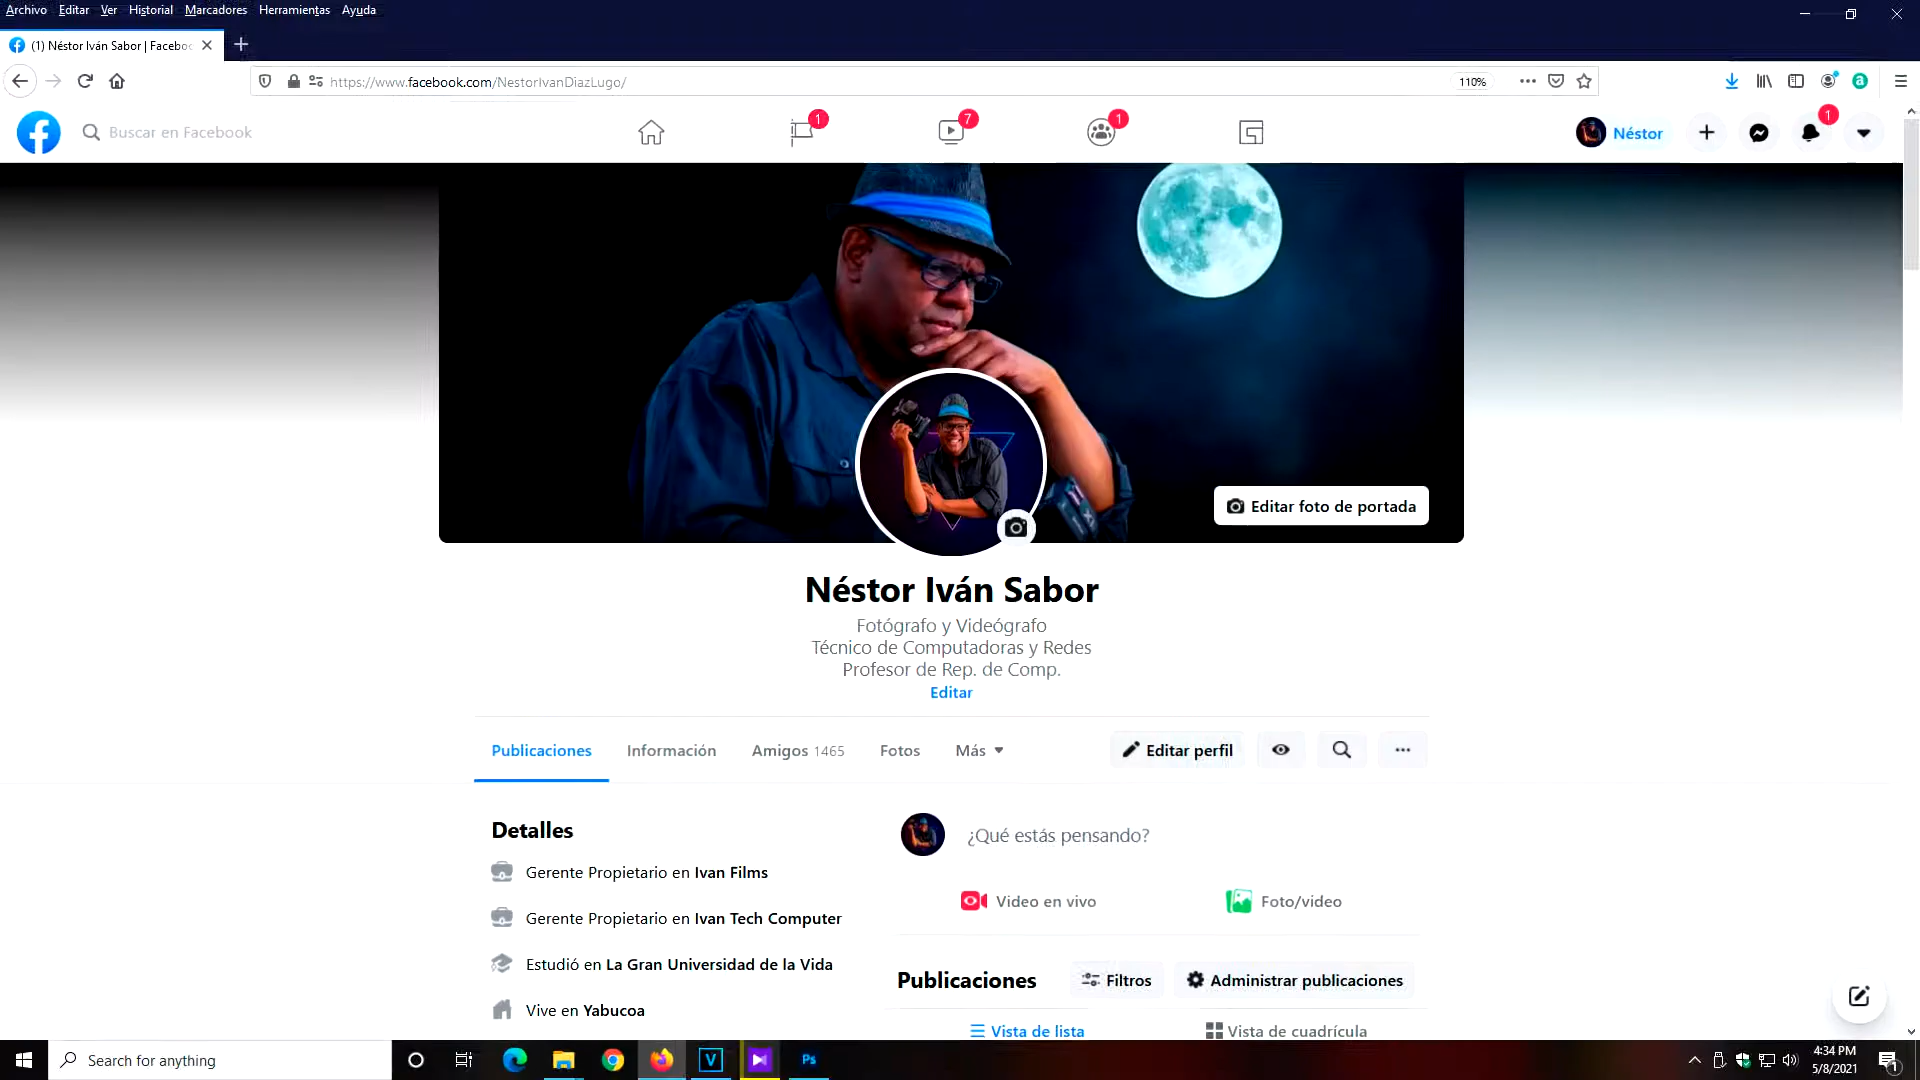 Archivo Editar Ver Historial Marcadores Herramientas Ayuda
(1) Néstor Iván Sabor | Faceboo
https://www.facebook.com/NestorIvanDiazLugo/
110%
Buscar en Facebook
1
7
1
Néstor
1
Editar foto de portada
Néstor Iván Sabor
Fotógrafo y Videógrafo
Técnico de Computadoras y Redes
Profesor de Rep. de Comp.
Editar
Publicaciones Información Amigos 1465 Fotos Más
Editar perfil
Detalles
Gerente Propietario en Ivan Films
Gerente Propietario en Ivan Tech Computer
Estudió en La Gran Universidad de la Vida
Vive en Yabucoa
¿Qué estás pensando?
Video en vivo
Foto/video
Publicaciones
Filtros
Administrar publicaciones
Vista de lista
Vista de cuadrícula
Search for anything
V
Ps
4:34 PM
5/8/2021
1